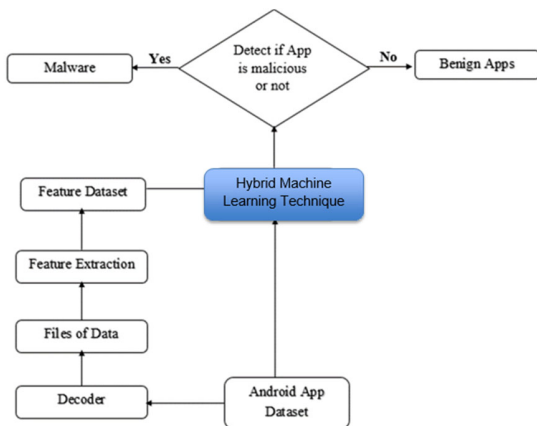 Detect if App
is malicious
or not
Yes
No
Malware
Benign Apps
Hybrid Machine
Learning Technique
Feature Dataset
Feature Extraction
Files of Data
Decoder
Android App
Dataset